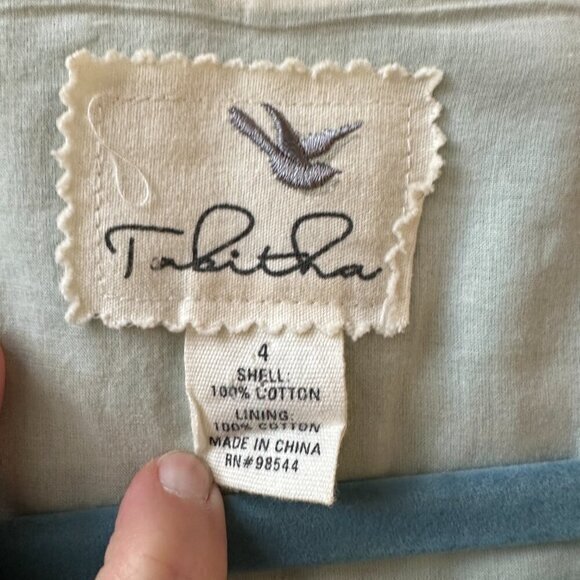 Tabitha
4
SHELL:
100% COTTON
LINING:
100% COTTON
MADE IN CHINA
RN#98544